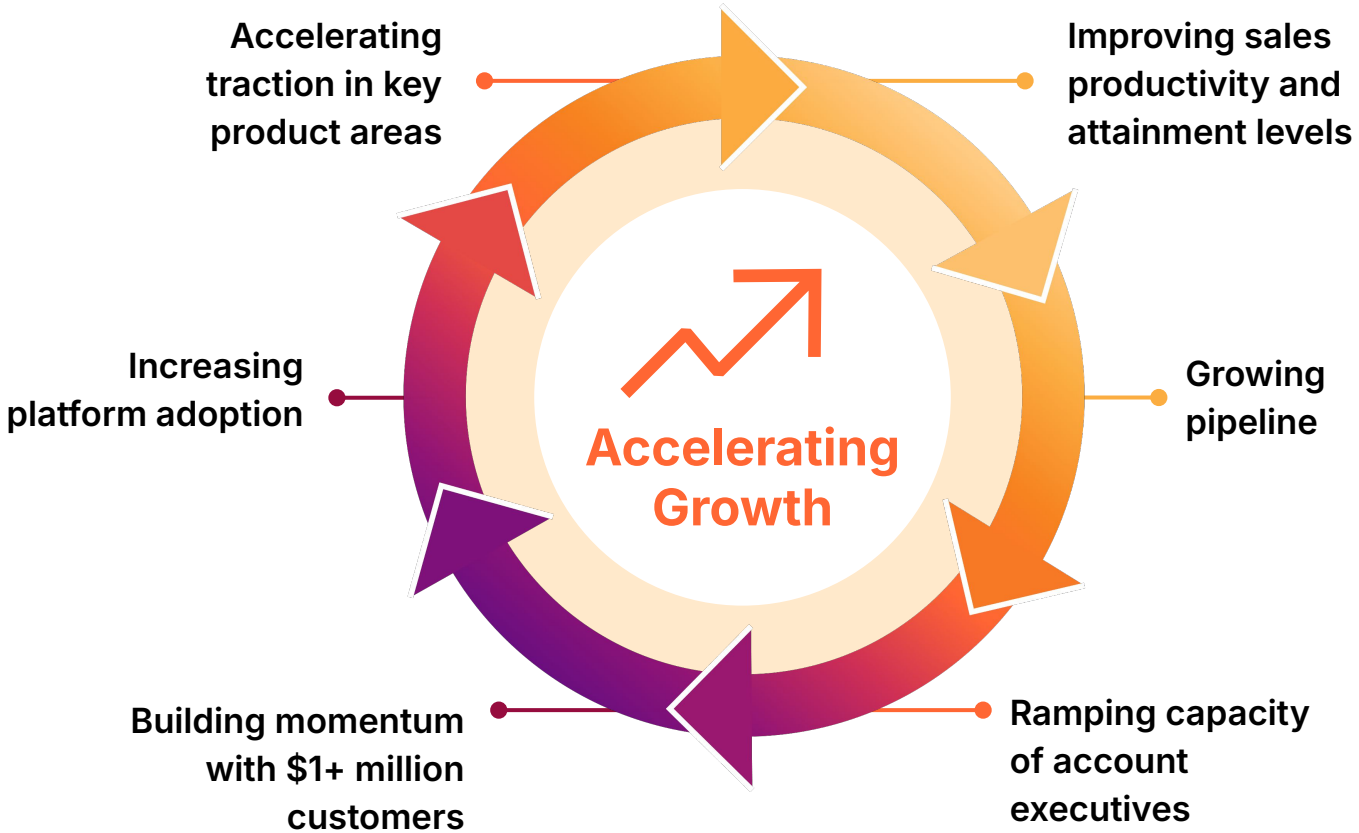 Accelerating
traction in key
product areas
Improving sales
productivity and
attainment levels
Increasing
platform adoption
Growing
pipeline
Accelerating
Growth
Building momentum
with $1+ million
customers
Ramping capacity
of account
executives